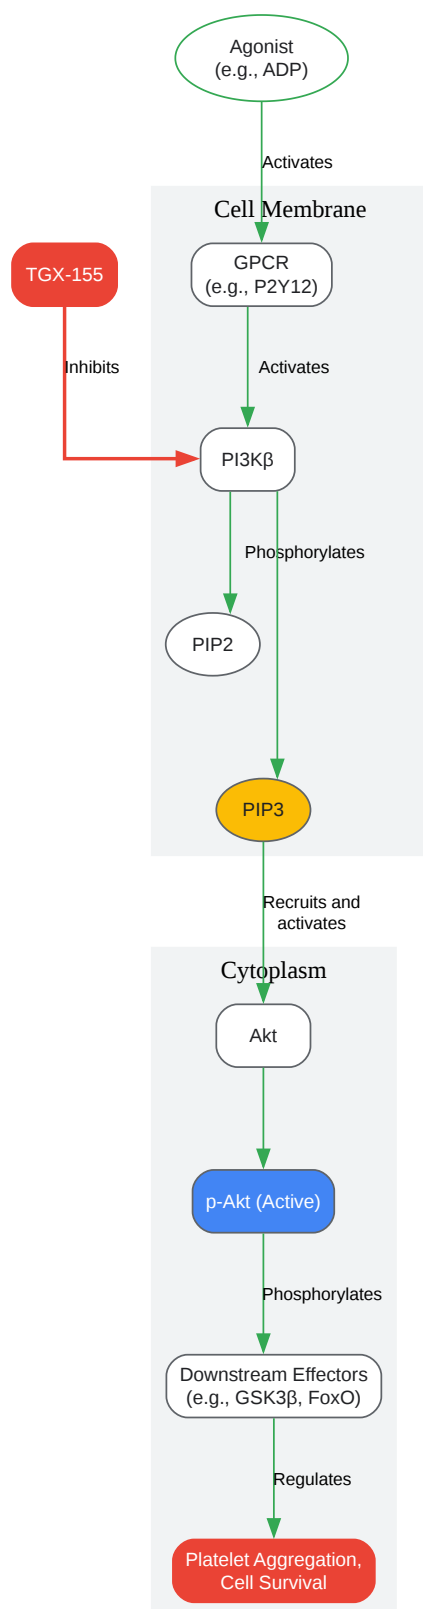 Agonist
(e.g., ADP)
Activates
Cell Membrane
GPCR
(e.g., P2Y12)
TGX-155
Inhibits
Activates
PI3Kβ
Phosphorylates
PIP2
PIP3
Recruits and
activates
Cytoplasm
Akt
p-Akt (Active)
Phosphorylates
Downstream Effectors
(e.g., GSK3β, FoxO)
Regulates
Platelet Aggregation,
Cell Survival